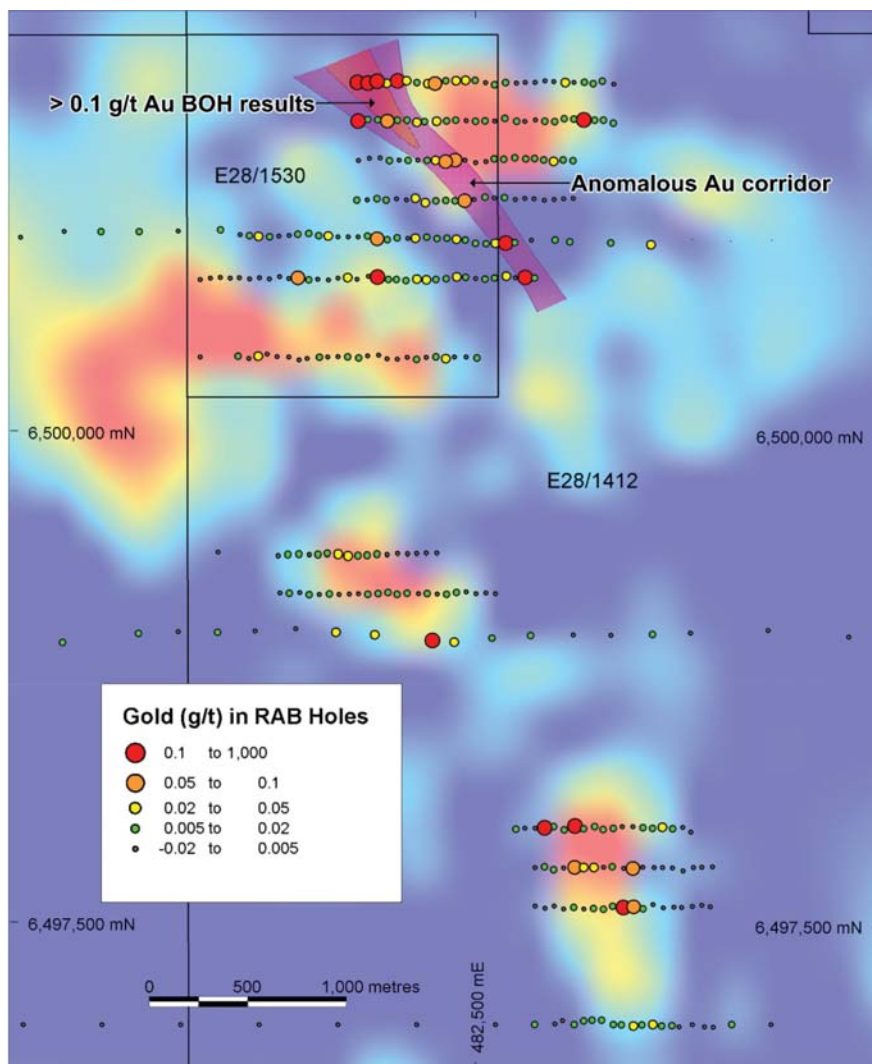 > 0.1 g/t Au BOH results
E28/1530
Anomalous Au corridor
6,500,000 mN
6,500,000 mN
E28/1412
Gold (g/t) in RAB Holes
0.1 to 1,000
0.05 to 0.1
0.02 to 0.05
0.005 to 0.02
-0.02 to 0.005
6,497,500 mN
6,497,500 mN
0 500 1,000 metres
482,500 mE